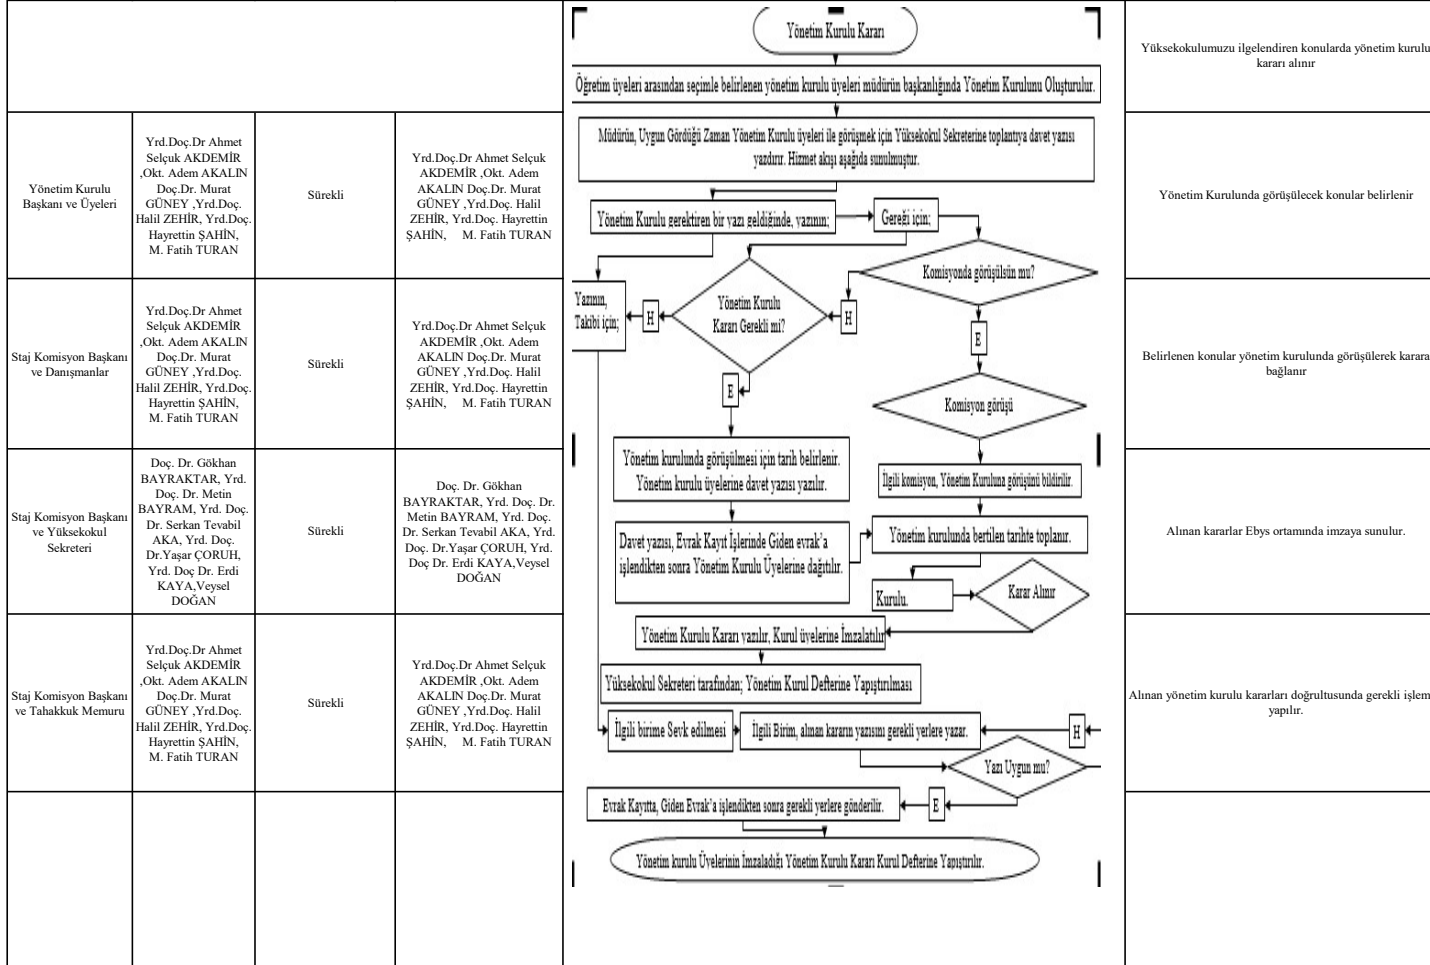 Yönetim Kurulu Kararı
Öğretim üyeleri arasından seçimle belirlenen yönetim kurulu üyeleri müdürün başkanlığında Yönetim Kurulunu Oluşturulur.
Yüksekokulumuzu ilgelendiren konularda yönetim kurulu
kararı alınır
Yönetim Kurulu
Başkanı ve Üyeleri
Yrd.Doç.Dr Ahmet
Selçuk AKDEMİR
,Okt. Adem AKALIN
Doç.Dr. Murat
GÜNEY ,Yrd.Doç.
Halil ZEHİR, Yrd.Doç.
Hayrettin ŞAHİN,
M. Fatih TURAN
Sürekli
Yrd.Doç.Dr Ahmet Selçuk
AKDEMİR ,Okt. Adem
AKALIN Doç.Dr. Murat
GÜNEY ,Yrd.Doç. Halil
ZEHİR, Yrd.Doç. Hayrettin
ŞAHİN, M. Fatih TURAN
Müdürün, Uygun Gördüğü Zaman Yönetim Kurulu üyeleri ile görüşmek için Yüksekokul Sekreterine toplantıya davet yazısı
yazdırır. Hizmet akışı aşağıda sunulmuştur.
Yönetim Kurulu gerektiren bir yazı geldiğinde, yazının;
Gereği için;
Komisyonda görüşülsün mu?
Yönetim Kurulunda görüşülecek konular belirlenir
Staj Komisyon Başkanı
ve Danışmanlar
Yrd.Doç.Dr Ahmet
Selçuk AKDEMİR
,Okt. Adem AKALIN
Doç.Dr. Murat
GÜNEY ,Yrd.Doç.
Halil ZEHİR, Yrd.Doç.
Hayrettin ŞAHİN,
M. Fatih TURAN
Sürekli
Yrd.Doç.Dr Ahmet Selçuk
AKDEMİR ,Okt. Adem
AKALIN Doç.Dr. Murat
GÜNEY ,Yrd.Doç. Halil
ZEHİR, Yrd.Doç. Hayrettin
ŞAHİN, M. Fatih TURAN
Yazının,
Takibi için;
H
Yönetim Kurulu
Kararı Gerekli mi?
H
E
E
Komisyon görüşü
Belirlenen konular yönetim kurulunda görüşülerek karara
bağlanır
Staj Komisyon Başkanı
ve Yüksekokul
Sekreteri
Doç. Dr. Gökhan
BAYRAKTAR, Yrd.
Doç. Dr. Metin
BAYRAM, Yrd. Doç.
Dr. Serkan Tevabil
AKA, Yrd. Doç.
Dr.Yaşar ÇORUH,
Yrd. Doç Dr. Erdi
KAYA,Veysel
DOĞAN
Sürekli
Doç. Dr. Gökhan
BAYRAKTAR, Yrd. Doç. Dr.
Metin BAYRAM, Yrd. Doç.
Dr. Serkan Tevabil AKA, Yrd.
Doç. Dr.Yaşar ÇORUH, Yrd.
Doç Dr. Erdi KAYA,Veysel
DOĞAN
Yönetim kurulunda görüşülmesi için tarih belirlenir.
Yönetim kurulu üyelerine davet yazısı yazılır.
İlgili komisyon, Yönetim Kuruluna görüşünü bildirilir.
Davet yazısı, Evrak Kayıt İşlerinde Giden evrak'a
işlendikten sonra Yönetim Kurulu Üyelerine dağıtılır.
Yönetim kurulunda bertilen tarihte toplanır.
Kurulu.
Karar Alınır
Alınan kararlar Ebys ortamında imzaya sunulur.
Staj Komisyon Başkanı
ve Tahakkuk Memuru
Yrd.Doç.Dr Ahmet
Selçuk AKDEMİR
,Okt. Adem AKALIN
Doç.Dr. Murat
GÜNEY ,Yrd.Doç.
Halil ZEHİR, Yrd.Doç.
Hayrettin ŞAHİN,
M. Fatih TURAN
Sürekli
Yrd.Doç.Dr Ahmet Selçuk
AKDEMİR ,Okt. Adem
AKALIN Doç.Dr. Murat
GÜNEY ,Yrd.Doç. Halil
ZEHİR, Yrd.Doç. Hayrettin
ŞAHİN, M. Fatih TURAN
Yönetim Kurulu Kararı yazılır, Kurul üyelerine İmzalatılır
Yüksekokul Sekreteri tarafından; Yönetim Kurul Defterine Yapıştırılması
İlgili birime Sevk edilmesi
İlgili Birim, alınan kararın yazısını gerekli yerlere yazar.
H
Yazı Uygun mu?
Alınan yönetim kurulu kararları doğrultusunda gerekli işlem
yapılır.
Evrak Kayıtta, Giden Evrak'a işlendikten sonra gerekli yerlere gönderilir.
E
Yönetim kurulu Üvelerinin İmzaladığı Yönetim Kurulu Kararı Kurul Defterine Yapıştırılır.